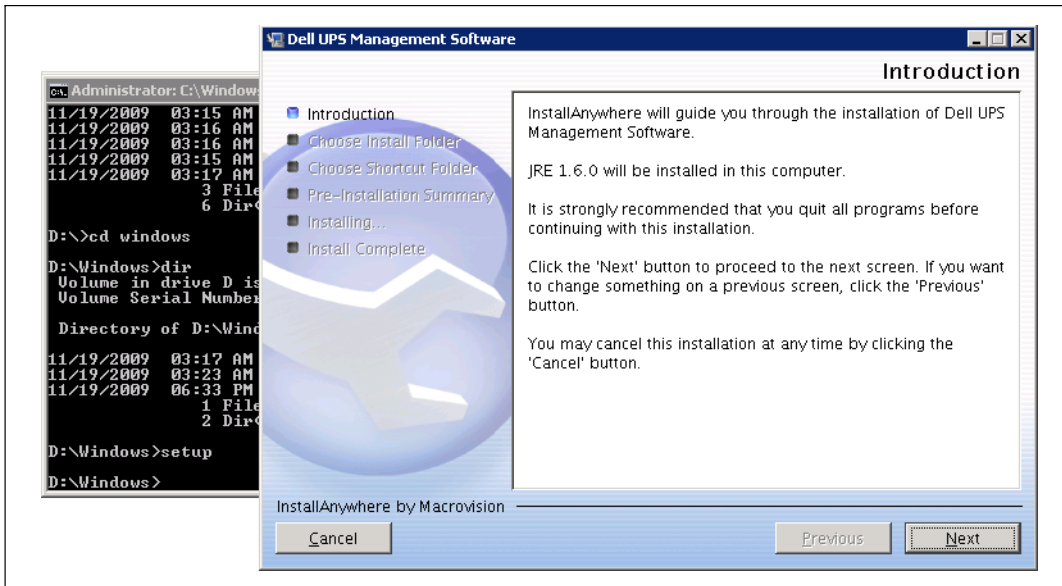 Dell UPS Management Software
Introduction
Administrator: C:\Window
11/19/2009 03:15 AM
11/19/2009 03:16 AM
11/19/2009 03:16 AM
11/19/2009 03:15 AM
11/19/2009 03:17 AM
3 File
6 Dir
D:\>cd windows
D:\Windows>dir
Volume in drive D is
Volume Serial Number
Directory of D:\Wind
11/19/2009 03:17 AM
11/19/2009 03:23 AM
11/19/2009 06:33 PM
1 File
2 Dir
D:\Windows>setup
D:\Windows>
Introduction
Choose Install Folder
Choose Shortcut Folder
Pre-Installation Summary
Installing...
Install Complete
InstallAnywhere will guide you through the installation of Dell UPS
Management Software.
JRE 1.6.0 will be installed in this computer.
It is strongly recommended that you quit all programs before
continuing with this installation.
Click the 'Next' button to proceed to the next screen. If you want
to change something on a previous screen, click the 'Previous'
button.
You may cancel this installation at any time by clicking the
'Cancel' button.
InstallAnywhere by Macrovision
Cancel
Previous
Next